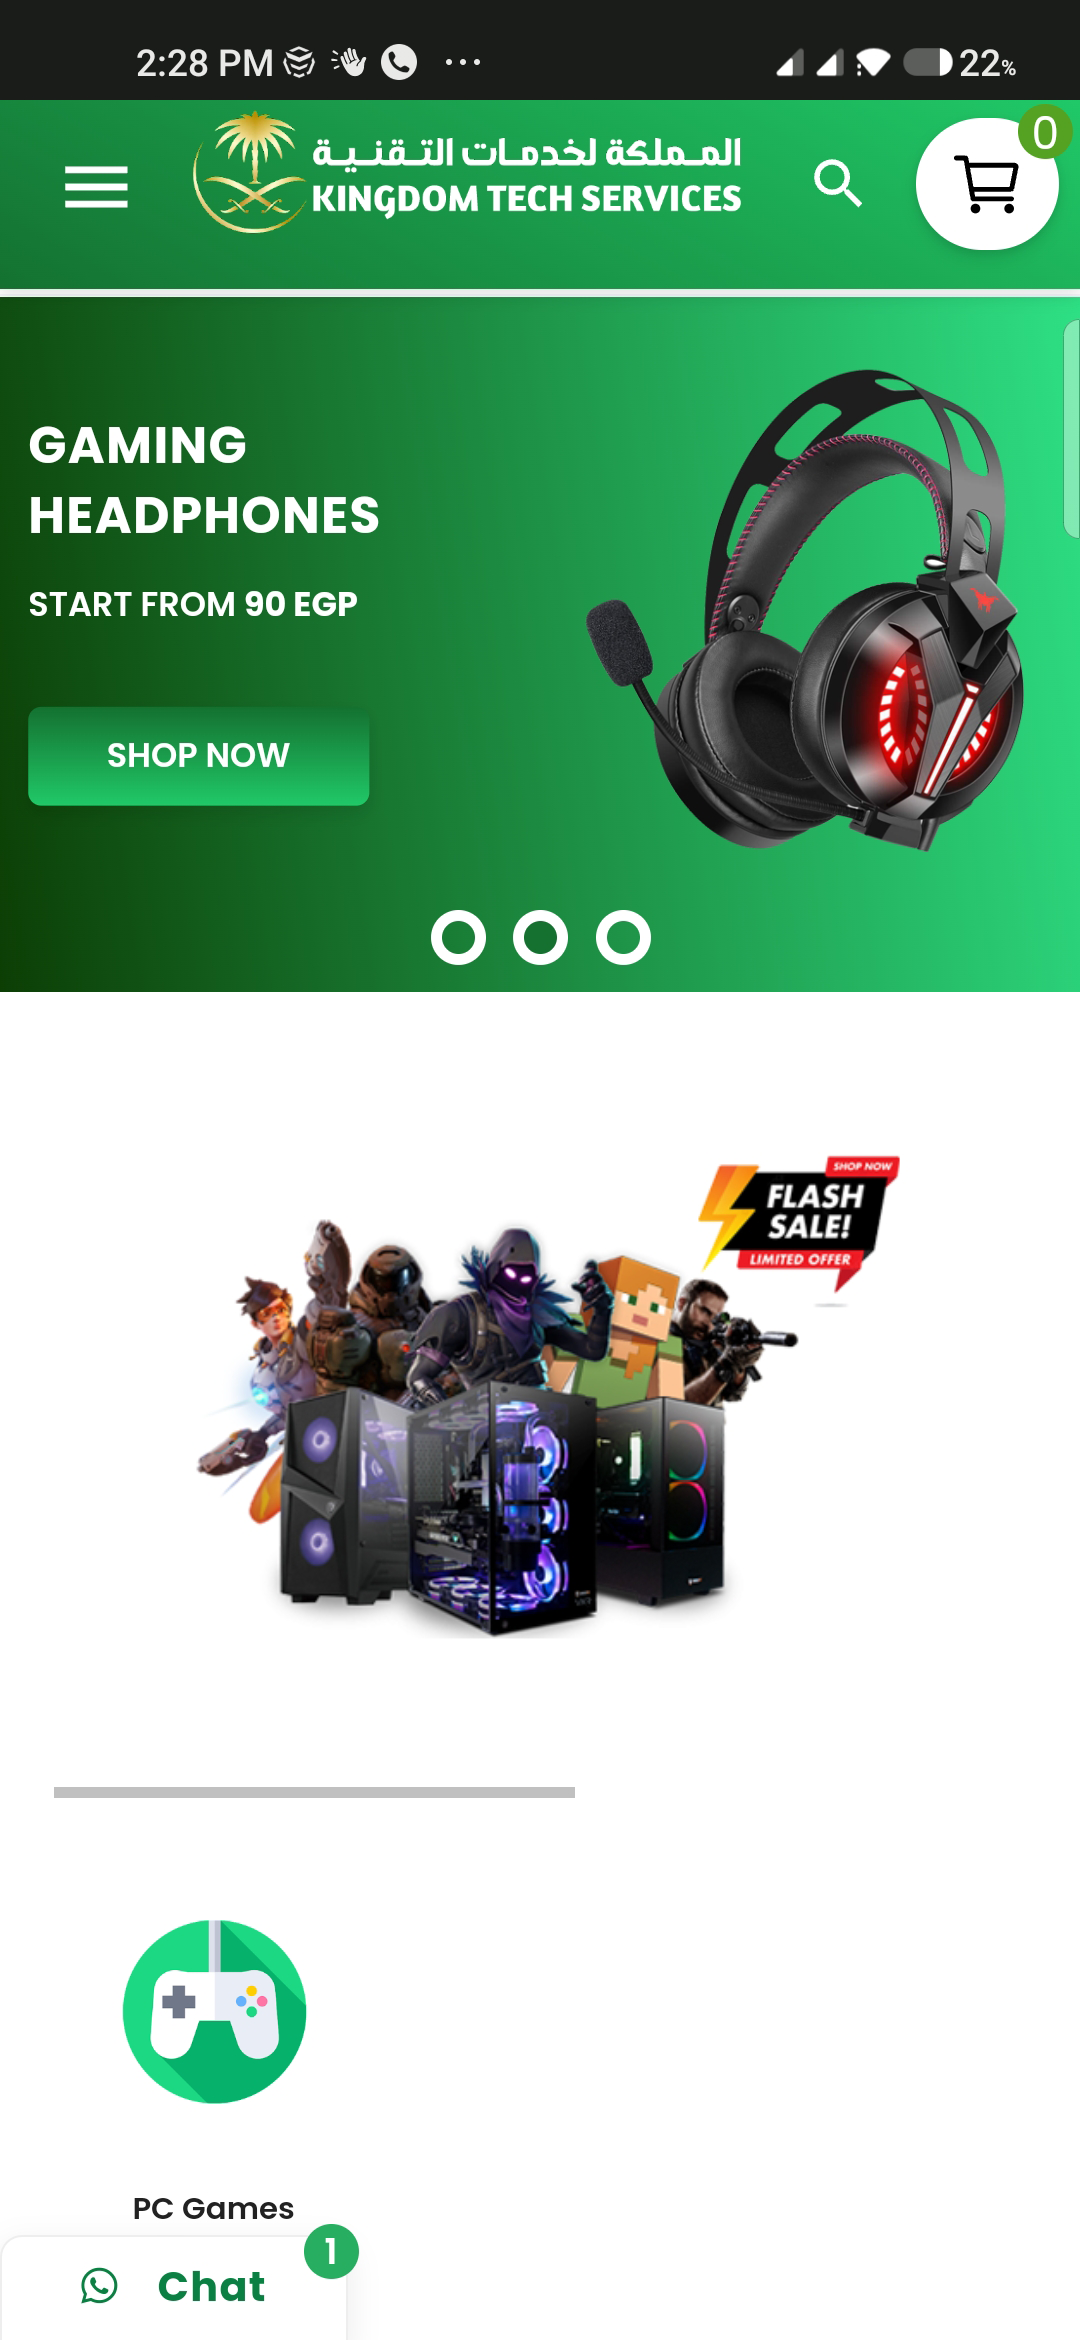 2:28 PM
22%
0
المملكة لخدمات التقنية
KINGDOM TECH SERVICES
GAMING
HEADPHONES
START FROM 90 EGP
SHOP NOW
SHOP NOW
FLASH
SALE!
LIMITED OFFER
PC Games
1
Chat